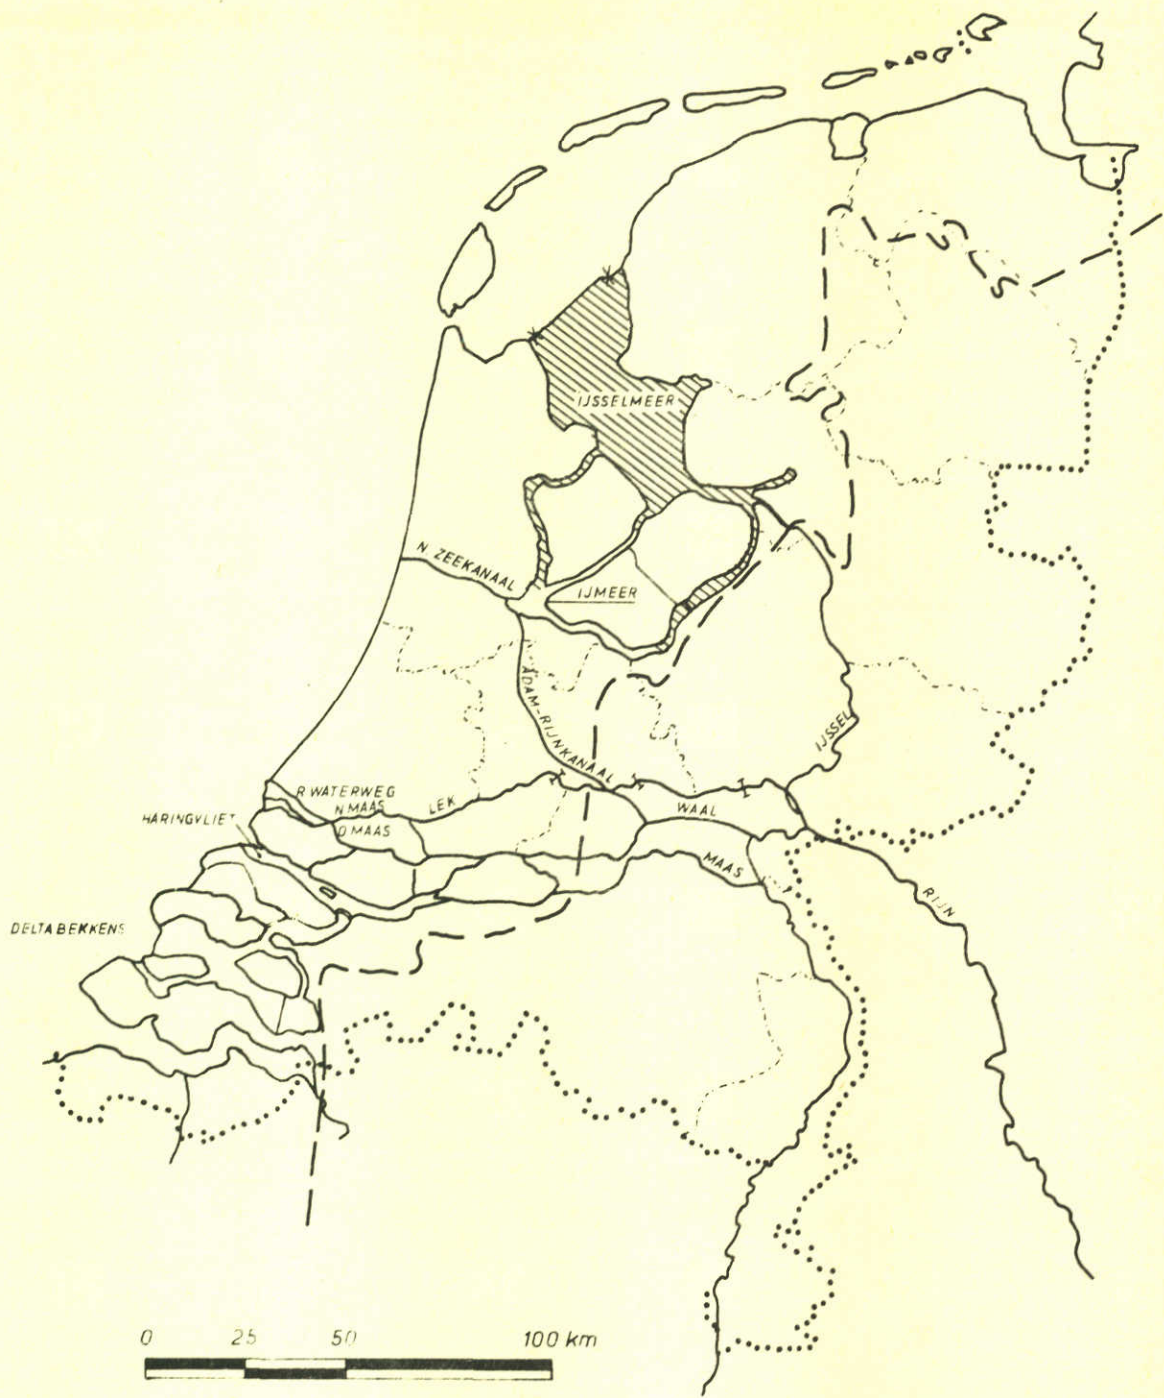 IJSSELMEER
N. ZEEKANAAL
IJMEER
A'DAM-RIJNKANAAL
IJSSEL
R WATERWEG
N MAAS
LEK
WAAL
HARINGVLIET
O MAAS
MAAS
RIJN
DELTABEKKENS
0 25 50 100 km